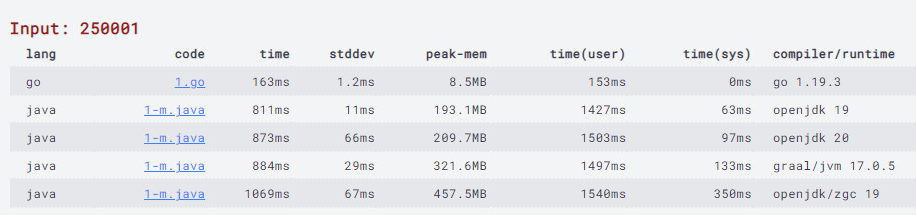 Input: 250001
lang code time stddev peak-mem time(user) time(sys) compiler/runtime
go 1.go 163ms 1.2ms 8.5MB 153ms 0ms go 1.19.3
java 1-m.java 811ms 11ms 193.1MB 1427ms 63ms openjdk 19
java 1-m.java 873ms 66ms 209.7MB 1503ms 97ms openjdk 20
java 1-m.java 884ms 29ms 321.6MB 1497ms 133ms graal/jvm 17.0.5
java 1-m.java 1069ms 67ms 457.5MB 1540ms 350ms openjdk/zgc 19